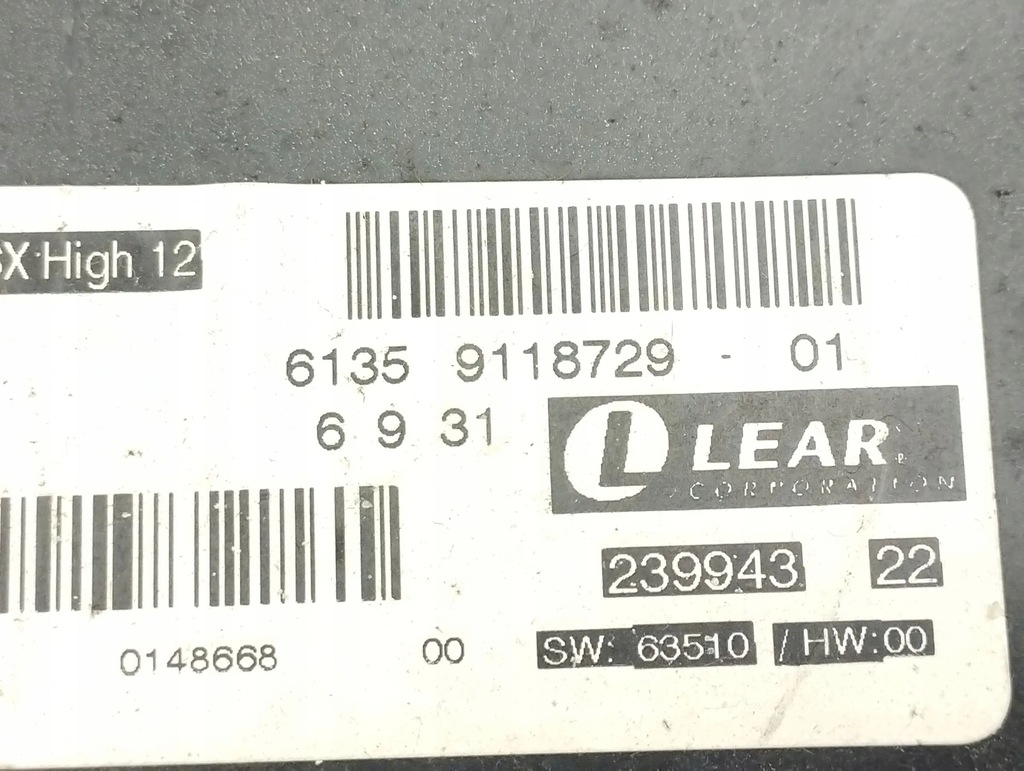 X High 12
6135 9118729 - 01
6 9 31
LEAR
CORPORATION
239943 22
0148668 00
SW: 63510 / HW:00